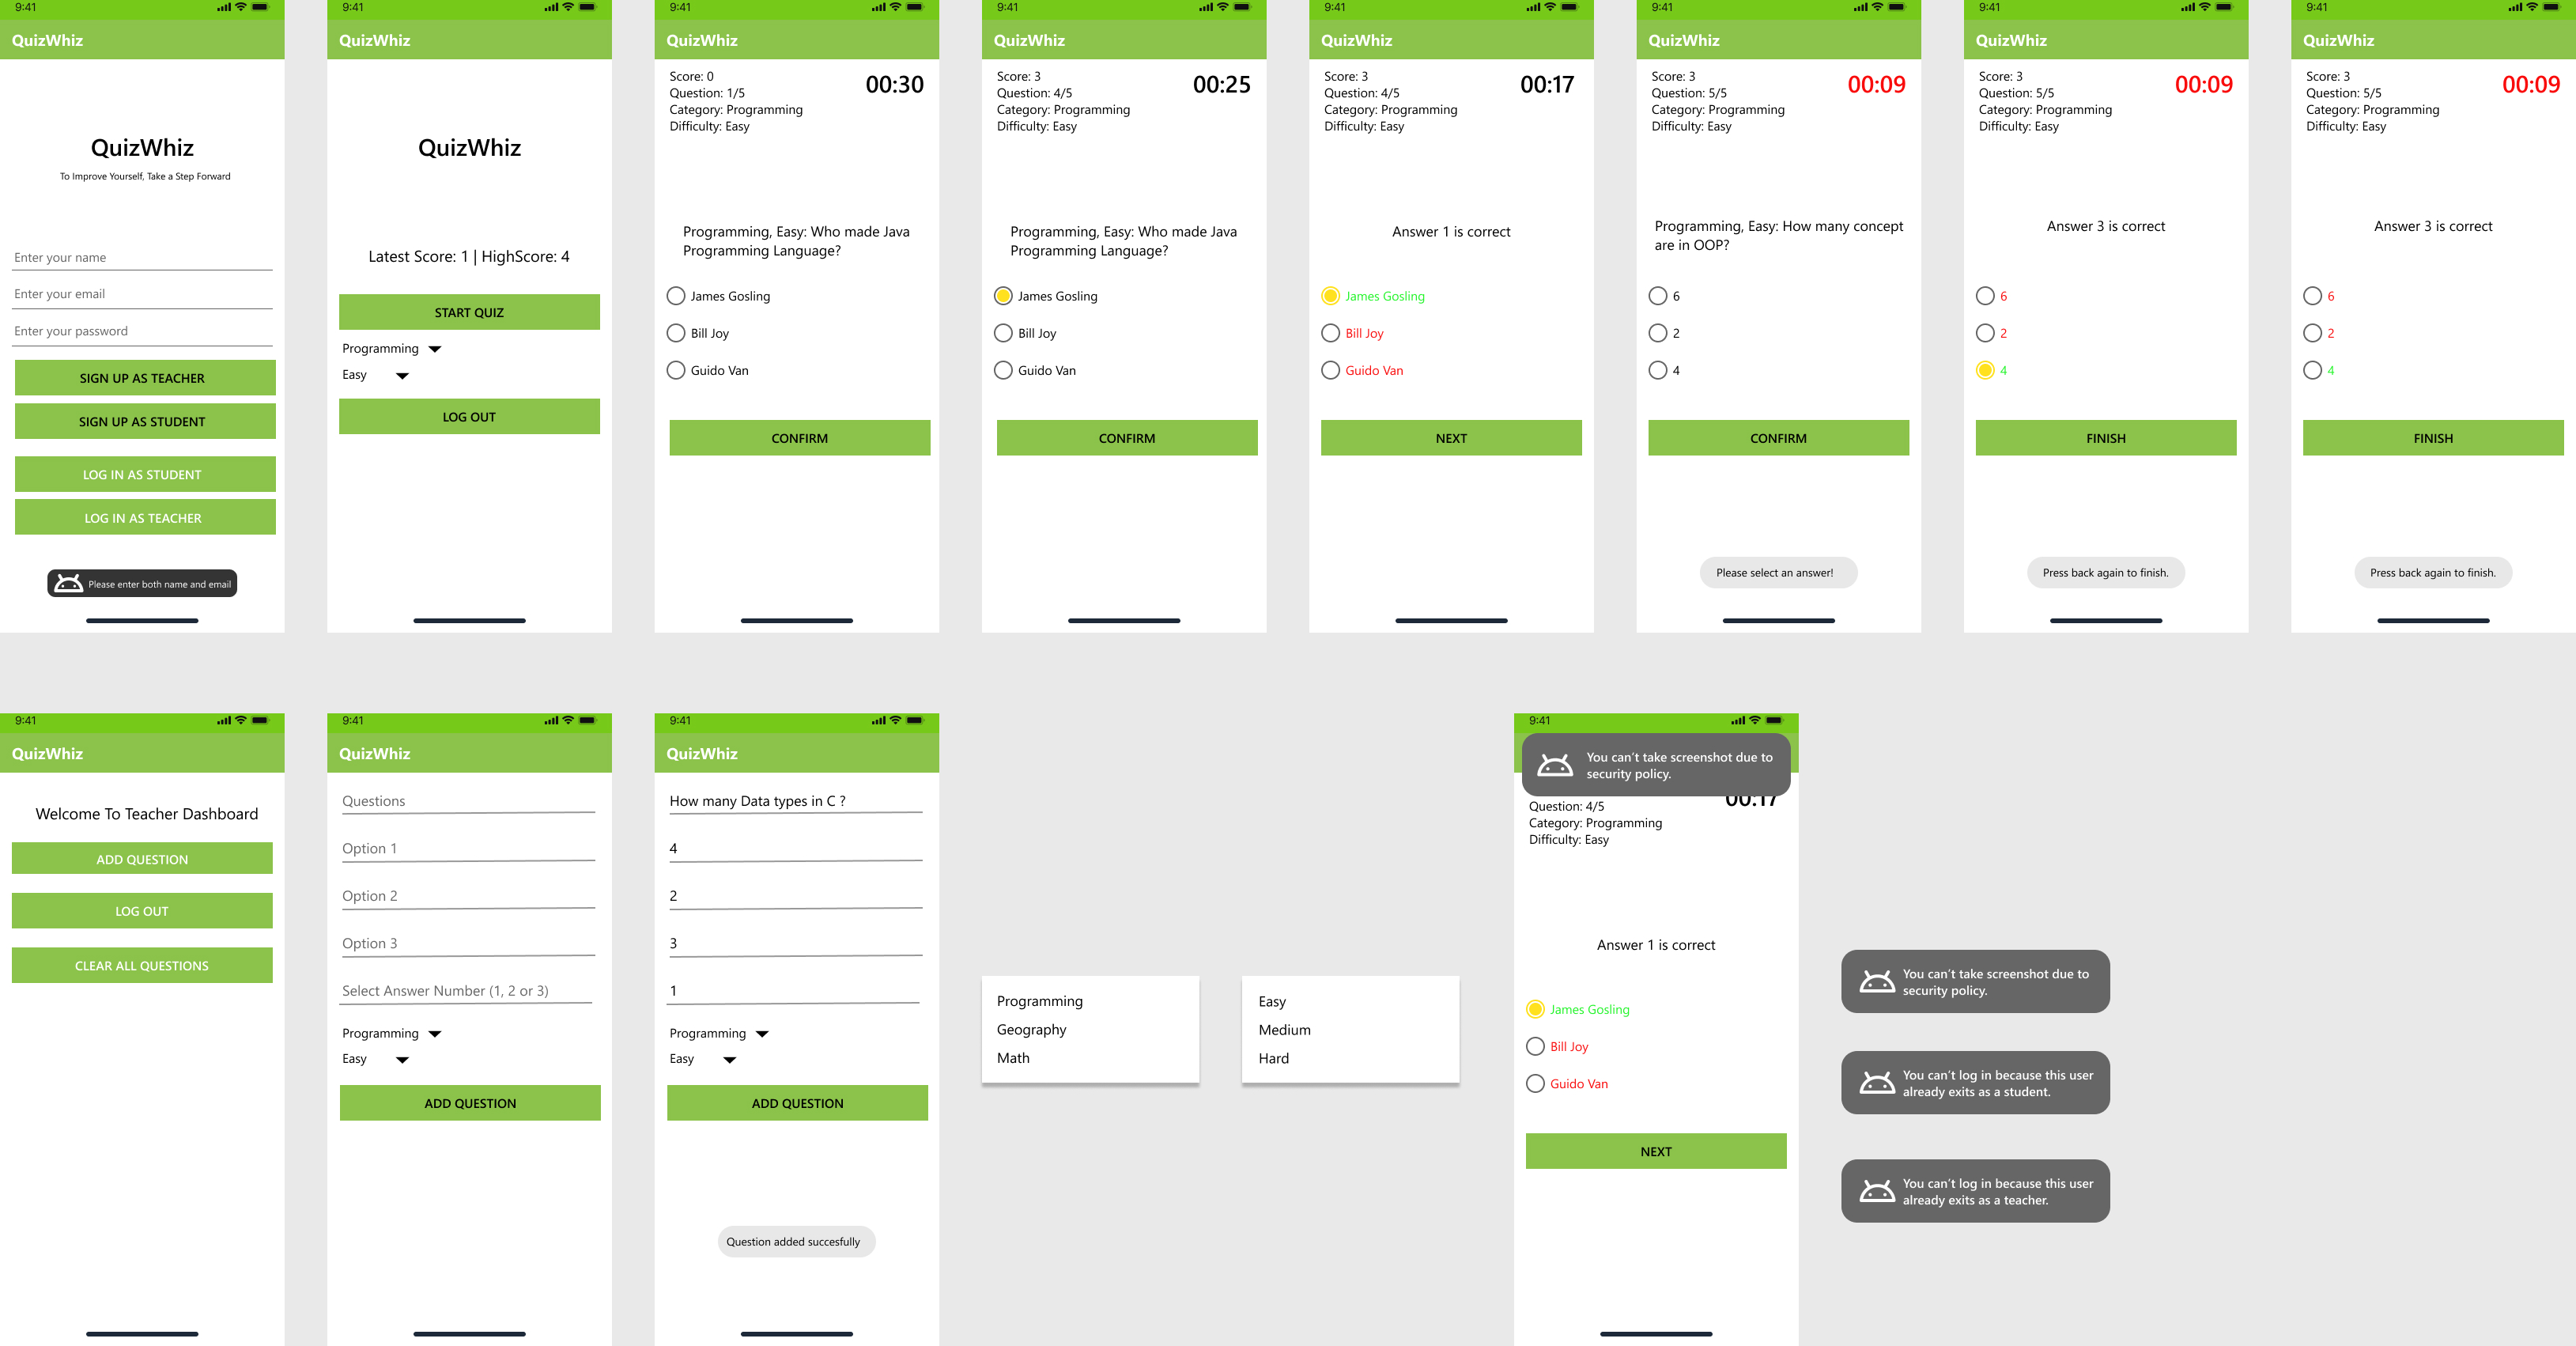 9:41
QuizWhiz
QuizWhiz
To Improve Yourself, Take a Step Forward
Enter your name
Enter your email
Enter your password
SIGN UP AS TEACHER
SIGN UP AS STUDENT
LOG IN AS STUDENT
LOG IN AS TEACHER
Please enter both name and email
9:41
QuizWhiz
QuizWhiz
Latest Score: 1 | HighScore: 4
START QUIZ
Programming
Easy
LOG OUT
9:41
QuizWhiz
Score: 0
00:30
Question: 1/5
Category: Programming
Difficulty: Easy
Programming, Easy: Who made Java
Programming Language?
James Gosling
Bill Joy
Guido Van
CONFIRM
9:41
QuizWhiz
Score: 3
00:25
Question: 4/5
Category: Programming
Difficulty: Easy
Programming, Easy: Who made Java
Programming Language?
James Gosling
Bill Joy
Guido Van
CONFIRM
9:41
QuizWhiz
Score: 3
00:17
Question: 4/5
Category: Programming
Difficulty: Easy
Answer 1 is correct
James Gosling
Bill Joy
Guido Van
NEXT
9:41
QuizWhiz
Score: 3
00:09
Question: 5/5
Category: Programming
Difficulty: Easy
Programming, Easy: How many concept
are in OOP?
6
2
4
CONFIRM
Please select an answer!
9:41
QuizWhiz
Score: 3
00:09
Question: 5/5
Category: Programming
Difficulty: Easy
Answer 3 is correct
6
2
4
FINISH
Press back again to finish.
9:41
QuizWhiz
Score: 3
00:09
Question: 5/5
Category: Programming
Difficulty: Easy
Answer 3 is correct
6
2
4
FINISH
Press back again to finish.
9:41
QuizWhiz
Welcome To Teacher Dashboard
ADD QUESTION
LOG OUT
CLEAR ALL QUESTIONS
9:41
QuizWhiz
Questions
Option 1
Option 2
Option 3
Select Answer Number (1, 2 or 3)
Programming
Easy
ADD QUESTION
9:41
QuizWhiz
How many Data types in C ?
4
2
3
1
Programming
Easy
ADD QUESTION
Question added succesfully
Programming
Geography
Math
Easy
Medium
Hard
9:41
You can't take screenshot due to
security policy.
00:17
Question: 4/5
Category: Programming
Difficulty: Easy
Answer 1 is correct
James Gosling
Bill Joy
Guido Van
NEXT
You can't take screenshot due to
security policy.
You can't log in because this user
already exits as a student.
You can't log in because this user
already exits as a teacher.